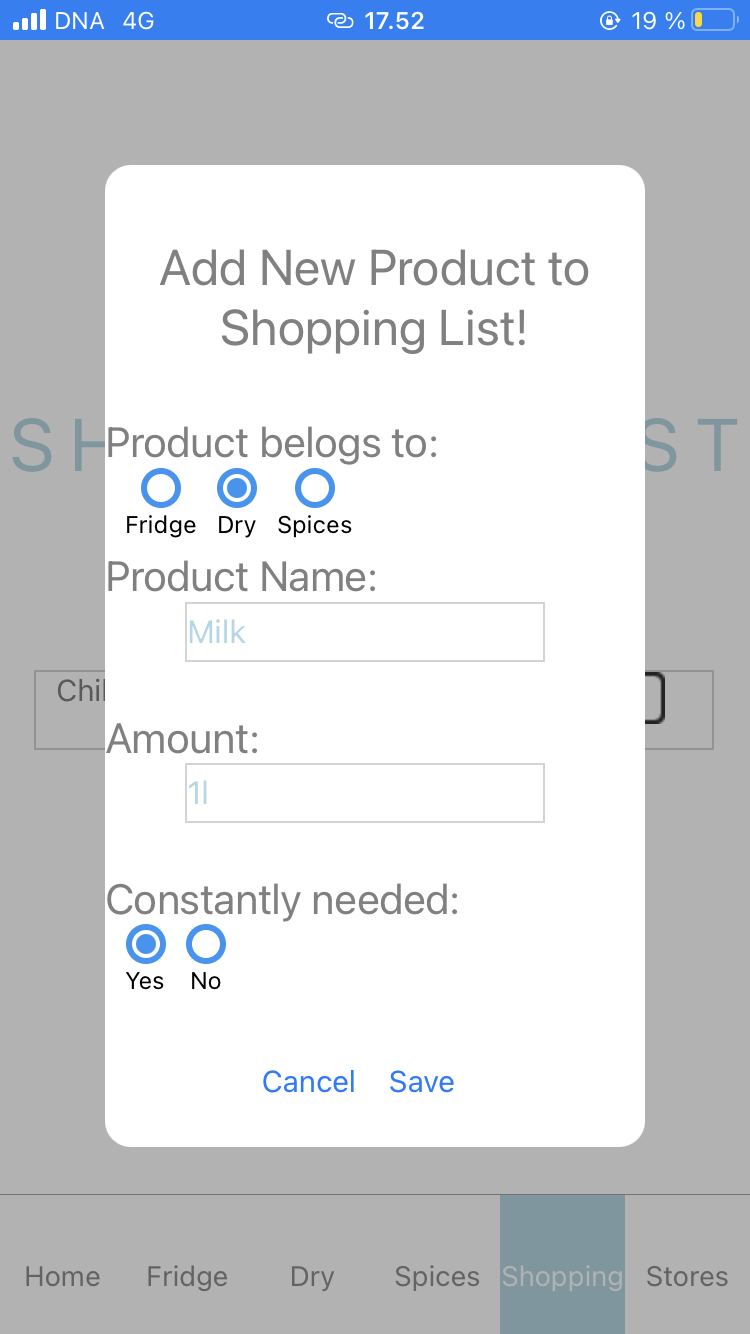 DNA 4G 17.52 19 %
Add New Product to
Shopping List!
SH ST
Product belogs to:
Fridge Dry Spices
Product Name:
Milk
Chil
Amount:
1l
Constantly needed:
Yes No
Cancel Save
Home Fridge Dry Spices Shopping Stores